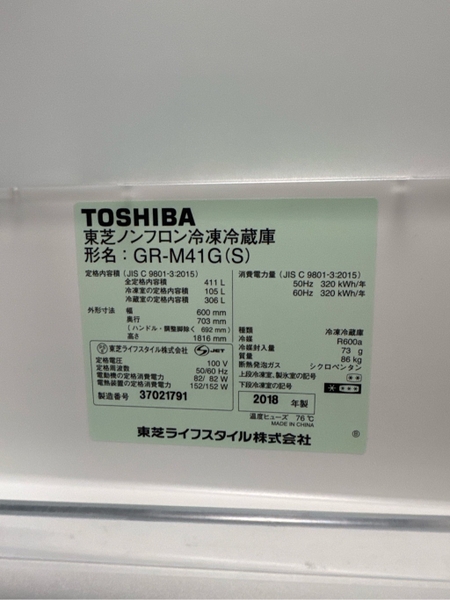 TOSHIBA
東芝ノンフロン冷凍冷蔵庫
形名：GR-M41G(S)
定格内容積 (JIS C 9801-3:2015)
全定格内容積 411 L
冷凍室の定格内容積 105 L
冷蔵室の定格内容積 306 L
外形寸法 幅 600 mm
奥行 703 mm
(ハンドル・調整脚除く 692 mm)
高さ 1816 mm
東芝ライフスタイル株式会社 JET
定格電圧 100 V
定格周波数 50/60 Hz
電動機の定格消費電力 82/ 82 W
電熱装置の定格消費電力 152/152 W
製造番号 37021791
消費電力量 (JIS C 9801-3:2015)
50Hz 320 kWh/年
60Hz 320 kWh/年
種類 冷凍冷蔵庫
冷媒 R600a
冷媒封入量 73 g
質量 86 kg
断熱発泡ガス シクロペンタン
上段冷凍室, 製氷室の記号
下段冷凍室の記号
2018 年製
温度ヒューズ 76℃
MADE IN CHINA
東芝ライフスタイル株式会社 ®